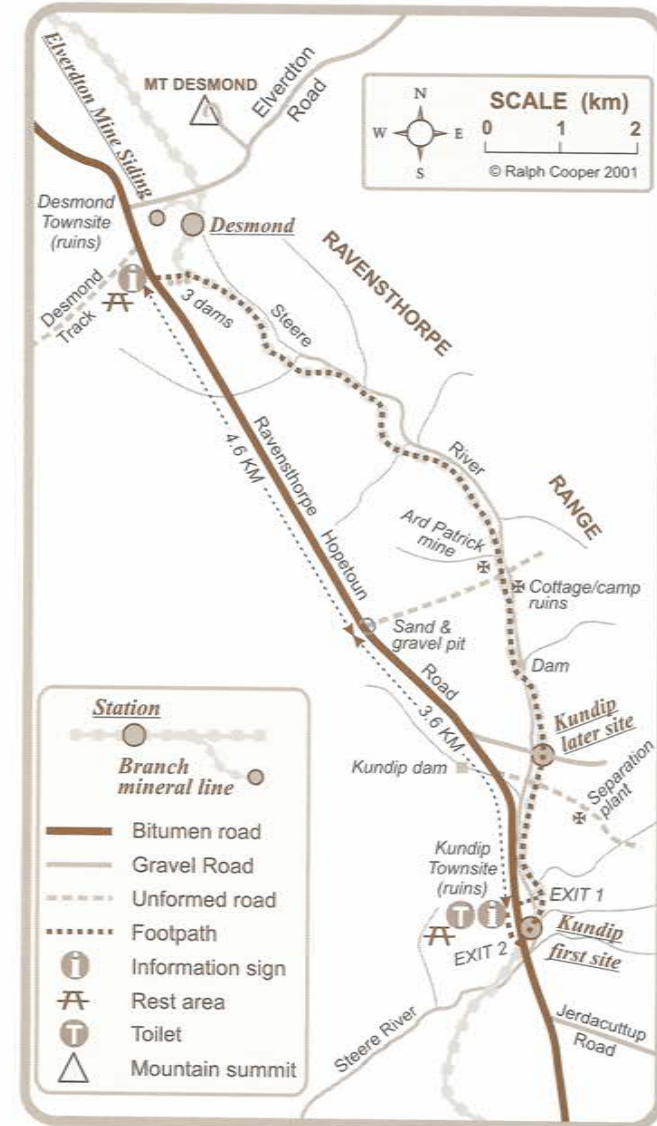 Elverdton Mine Siding
MT DESMOND
Elverdton
Road
N
W E
S
SCALE (km)
0 1 2
© Ralph Cooper 2001
Desmond
Townsite
(ruins)
Desmond
RAVENSTHORPE
Desmond
Track
i
3 dams
Steere
4.6 KM
Ravensthorpe
Hopetoun
Road
River
RANGE
Ard Patrick
mine
Cottage/camp
ruins
Sand &
gravel pit
Dam
3.6 KM
Kundip
later site
Kundip dam
Separation
plant
Kundip
Townsite
(ruins)
T i
EXIT 1
EXIT 2
Kundip
first site
Steere River
Jerdacuttup
Road
Station
Branch
mineral line
Bitumen road
Gravel Road
Unformed road
Footpath
i Information sign
Rest area
T Toilet
Mountain summit